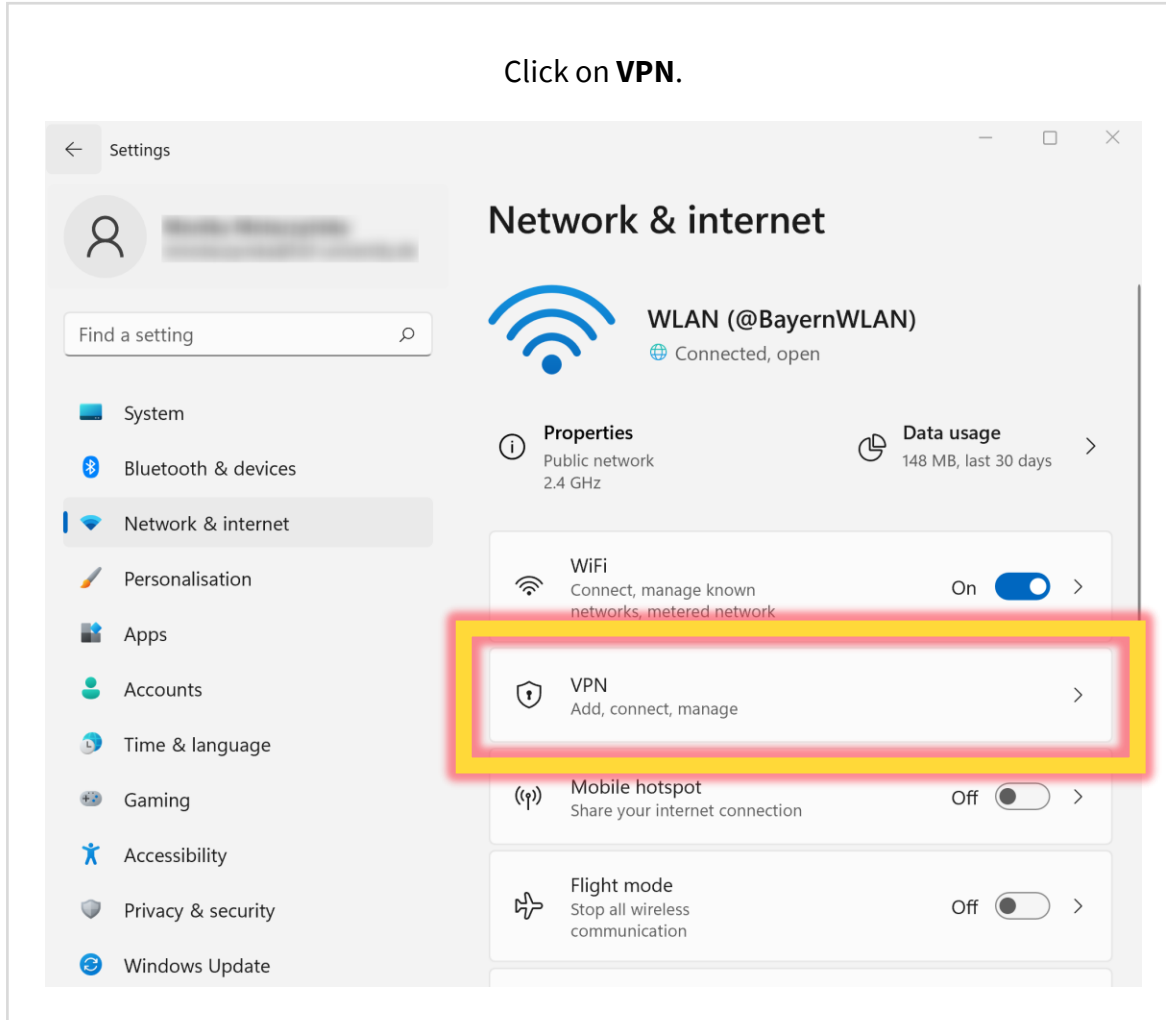 Click on VPN.
Settings
Network & internet
WLAN (@BayernWLAN)
Connected, open
Find a setting
Properties
Public network
2.4 GHz
Data usage
148 MB, last 30 days
System
Bluetooth & devices
Network & internet
Personalisation
Apps
Accounts
Time & language
Gaming
Accessibility
Privacy & security
Windows Update
WiFi
Connect, manage known
networks, metered network
On
VPN
Add, connect, manage
Mobile hotspot
Share your internet connection
Off
Flight mode
Stop all wireless
communication
Off